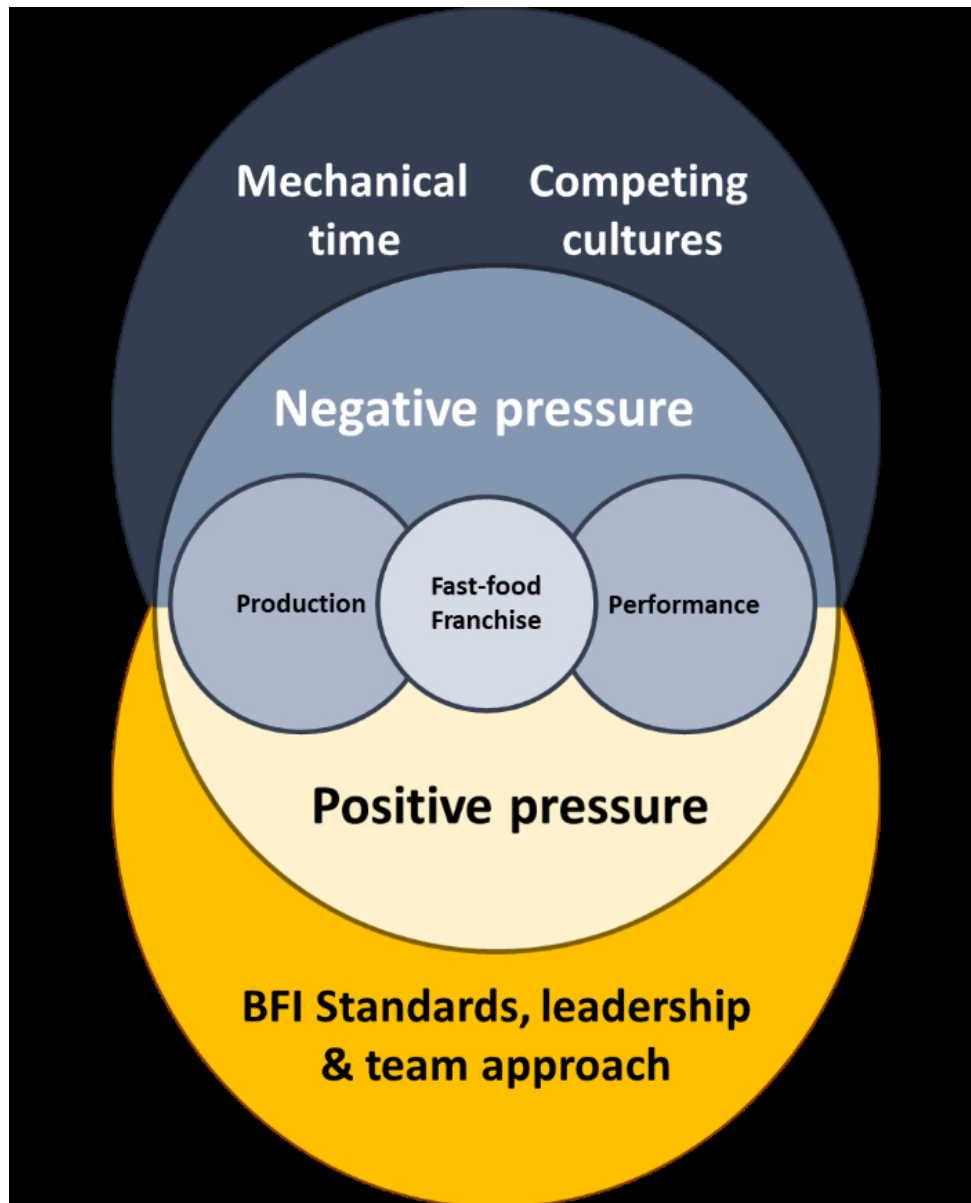 Mechanical
time
Competing
cultures
Negative pressure
Production
Fast-food
Franchise
Performance
Positive pressure
BFI Standards, leadership
& team approach